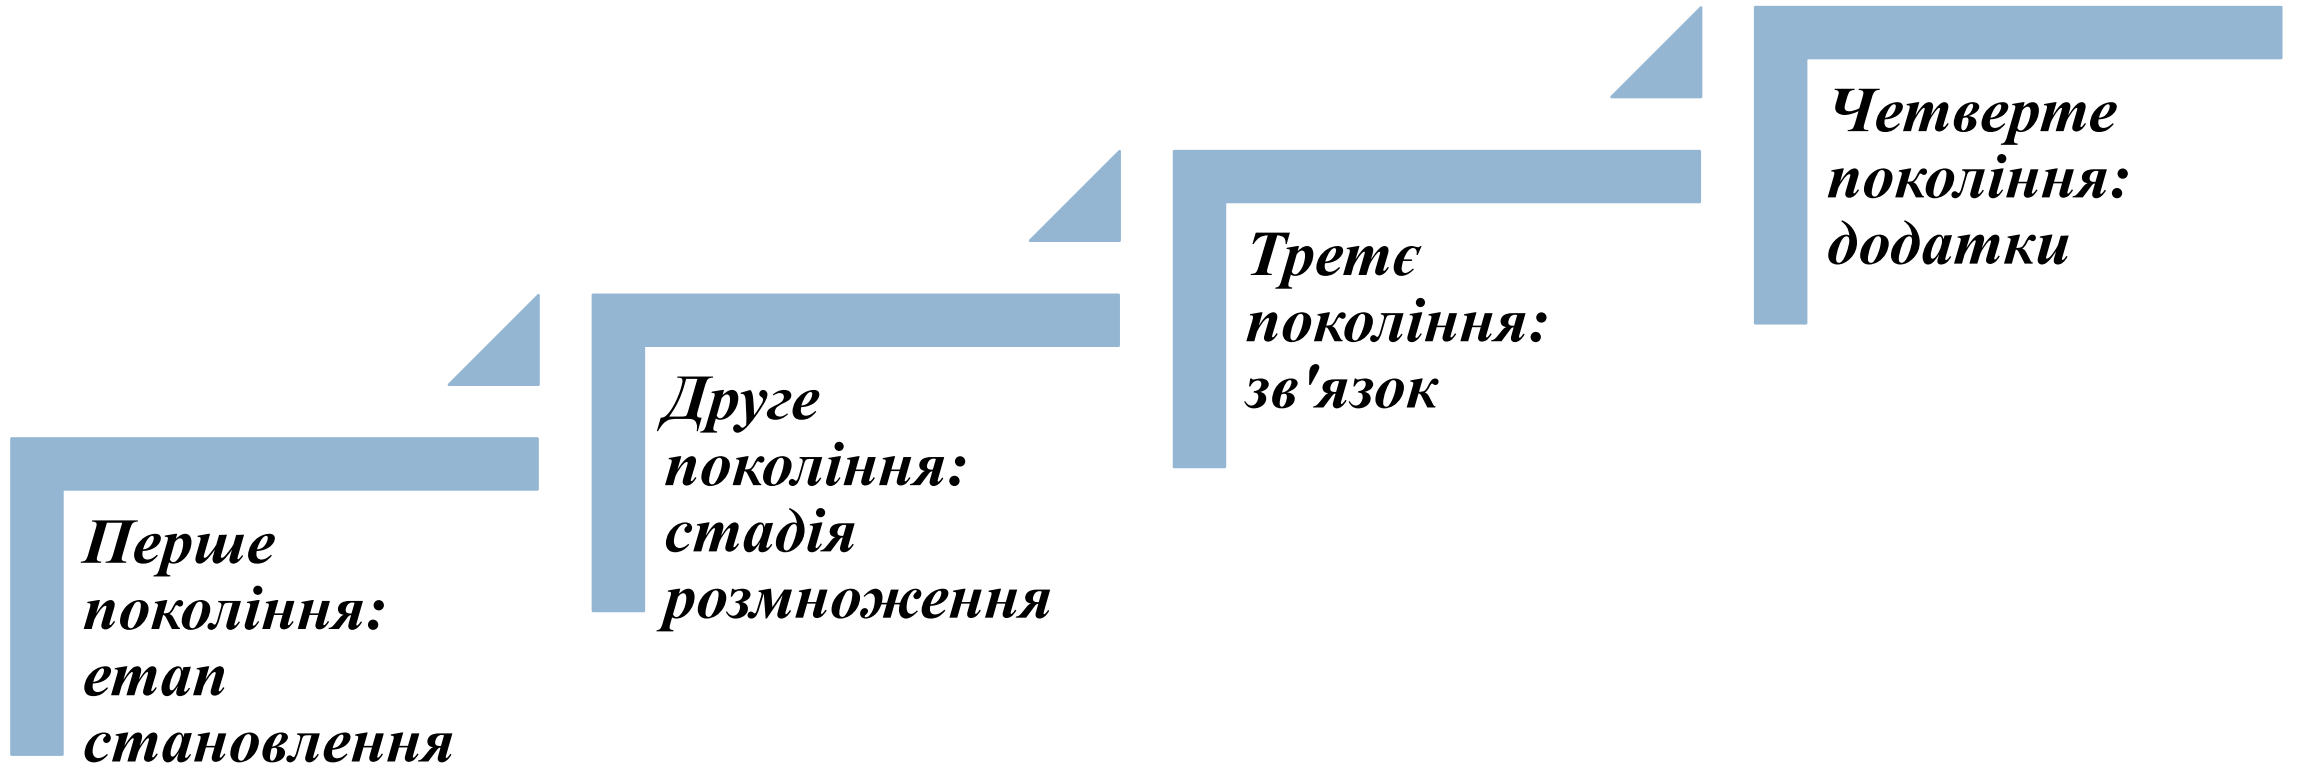 Перше
покоління:
етап
становлення
Друге
покоління:
стадія
розмноження
Третє
покоління:
зв'язок
Четверте
покоління:
додатки